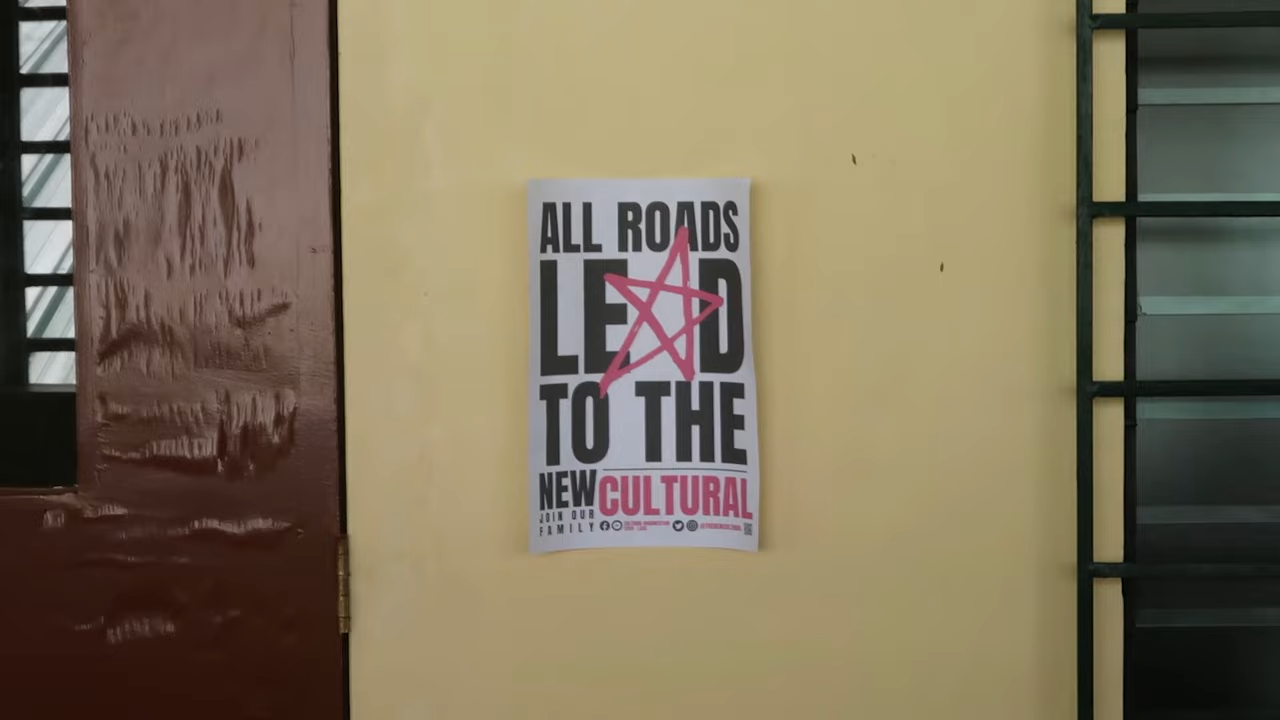 ALL ROADS
LEAD
TO THE
NEW CULTURAL
JOIN OUR
FAMILY